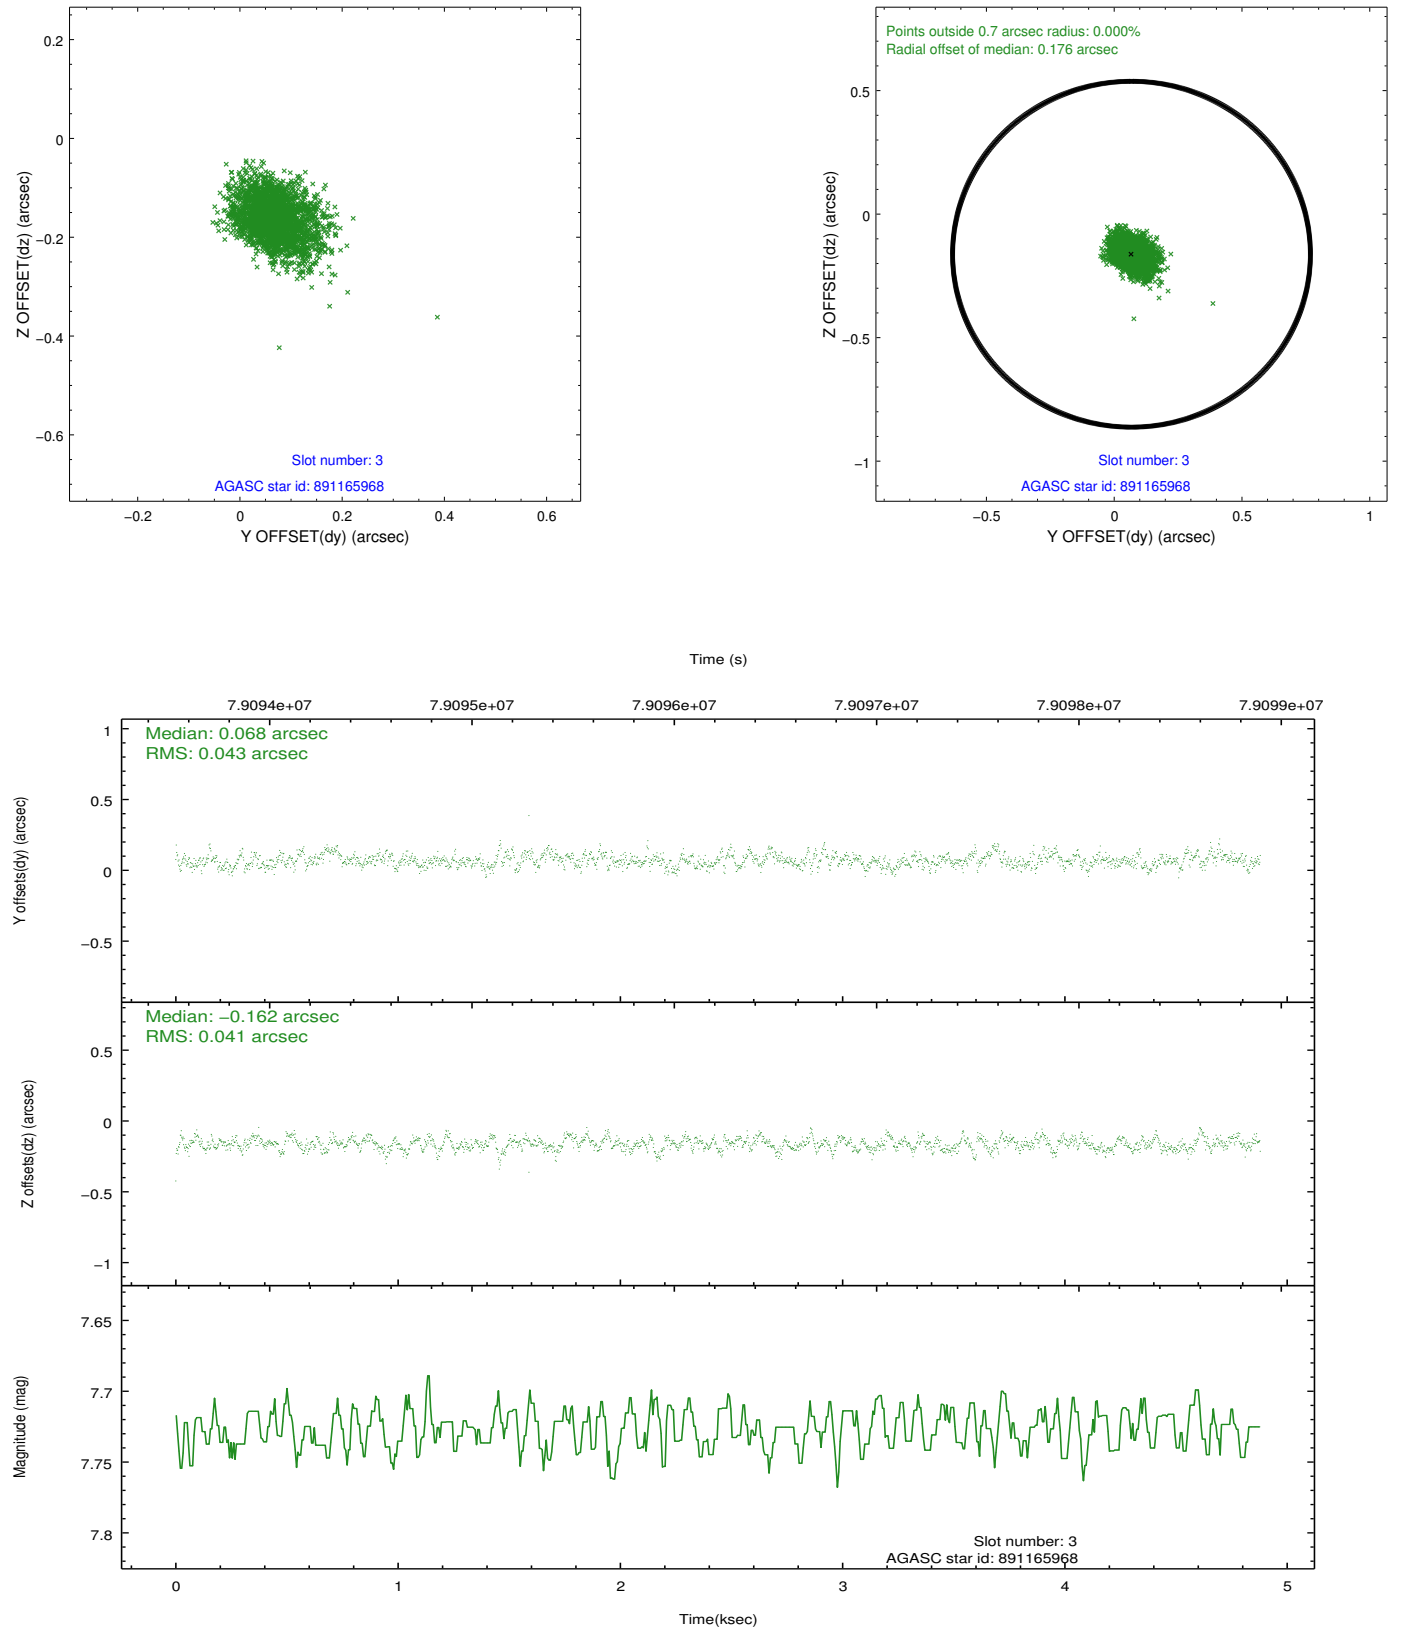 0.2
0
−0.2
−0.4
−0.6
Z OFFSET(dz) (arcsec)
Slot number: 3
AGASC star id: 891165968
−0.2 0 0.2 0.4 0.6
Y OFFSET(dy) (arcsec)
Points outside 0.7 arcsec radius: 0.000%
Radial offset of median: 0.176 arcsec
0.5
0
−0.5
−1
Z OFFSET(dz) (arcsec)
Slot number: 3
AGASC star id: 891165968
−0.5 0 0.5 1
Y OFFSET(dy) (arcsec)
Time (s)
7.9094e+07 7.9095e+07 7.9096e+07 7.9097e+07 7.9098e+07 7.9099e+07
Median: 0.068 arcsec
RMS: 0.043 arcsec
1
0.5
0
−0.5
Y offsets(dy) (arcsec)
Median: −0.162 arcsec
RMS: 0.041 arcsec
0.5
0
−0.5
−1
Z offsets(dz) (arcsec)
7.65
7.7
7.75
7.8
Magnitude (mag)
Slot number: 3
AGASC star id: 891165968
0 1 2 3 4 5
Time(ksec)